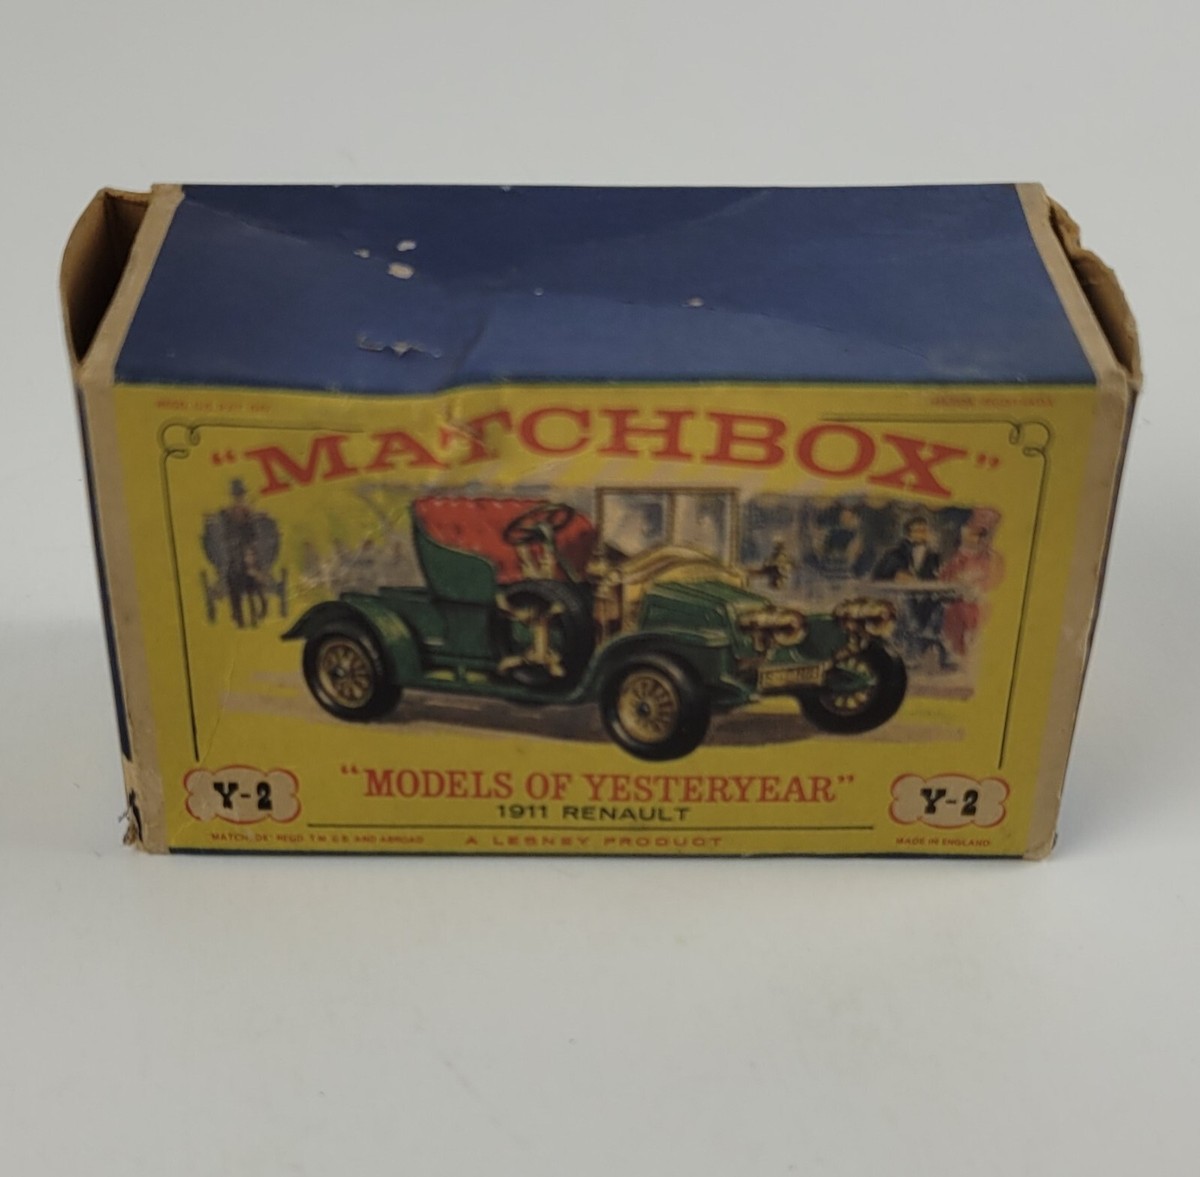 "MATCHBOX"
Y-2
"MODELS OF YESTERYEAR"
1911 RENAULT
Y-2
A LESNEY PRODUCT
MADE IN ENGLAND